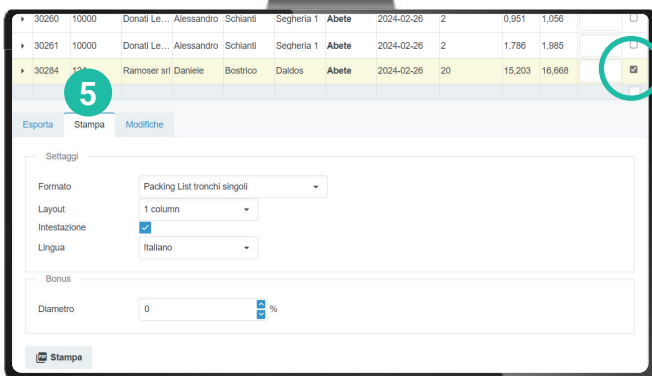 30260 10000 Donati Le... Alessandro Schianti Segheria 1 Abete 2024-02-26 2 0,951 1,056
30261 10000 Donati Le... Alessandro Schianti Segheria 1 Abete 2024-02-26 2 1.786 1,985
30284 Ramoser srl Daniele Bostrico Daldos Abete 2024-02-26 20 15,203 16,668
5
Esporta Stampa Modifiche
Settaggi
Formato Packing List tronchi singoli
Layout 1 column
Intestazione
Lingua Italiano
Bonus
Diametro 0 %
Stampa